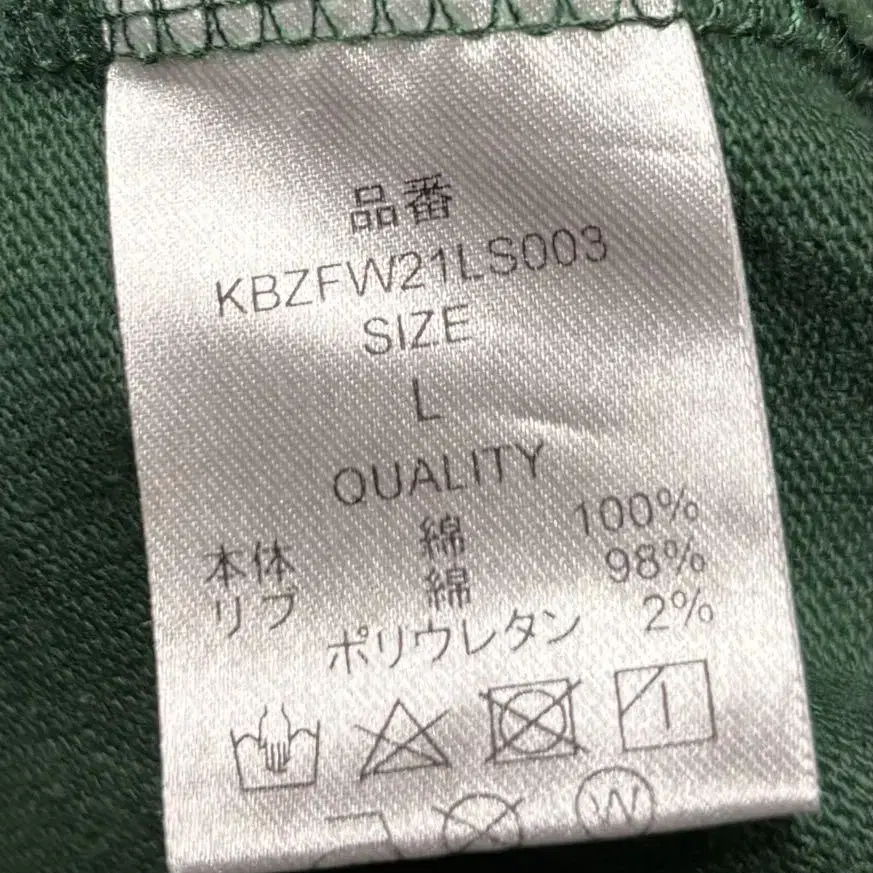 品番
KBZFW21LS003
SIZE
L
QUALITY
本体 綿 100%
リブ 綿 98%
ポリウレタン 2%
W